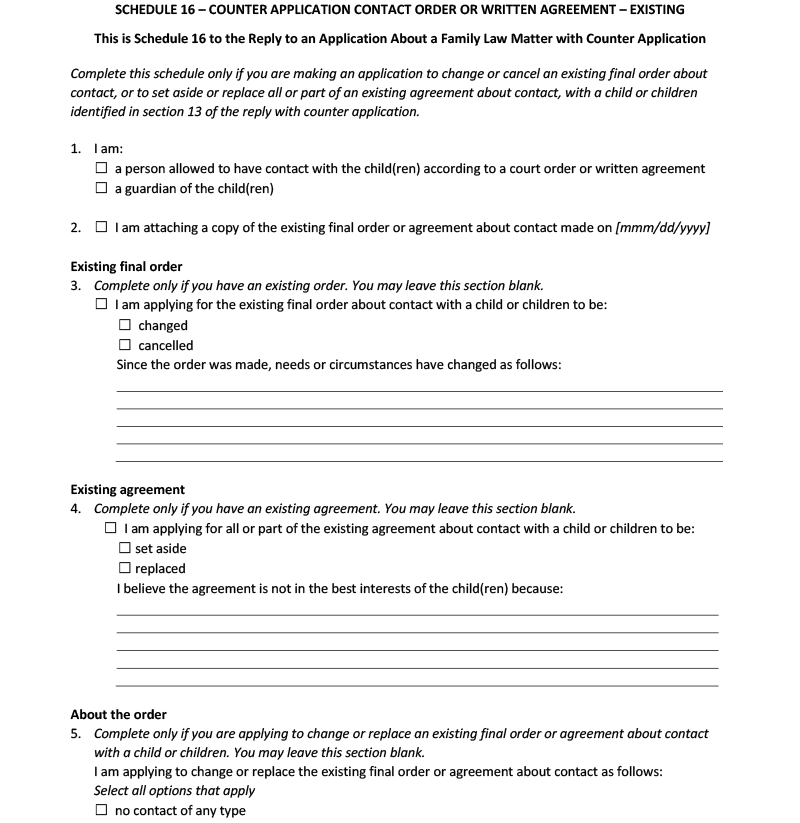 SCHEDULE 16 – COUNTER APPLICATION CONTACT ORDER OR WRITTEN AGREEMENT – EXISTING
This is Schedule 16 to the Reply to an Application About a Family Law Matter with Counter Application
Complete this schedule only if you are making an application to change or cancel an existing final order about
contact, or to set aside or replace all or part of an existing agreement about contact, with a child or children
identified in section 13 of the reply with counter application.
1. I am:
☐ a person allowed to have contact with the child(ren) according to a court order or written agreement
☐ a guardian of the child(ren)
2. ☐ I am attaching a copy of the existing final order or agreement about contact made on [mmm/dd/yyyy]
Existing final order
3. Complete only if you have an existing order. You may leave this section blank.
☐ I am applying for the existing final order about contact with a child or children to be:
☐ changed
☐ cancelled
Since the order was made, needs or circumstances have changed as follows:
Existing agreement
4. Complete only if you have an existing agreement. You may leave this section blank.
☐ I am applying for all or part of the existing agreement about contact with a child or children to be:
☐ set aside
☐ replaced
I believe the agreement is not in the best interests of the child(ren) because:
About the order
5. Complete only if you are applying to change or replace an existing final order or agreement about contact
with a child or children. You may leave this section blank.
I am applying to change or replace the existing final order or agreement about contact as follows:
Select all options that apply
☐ no contact of any type